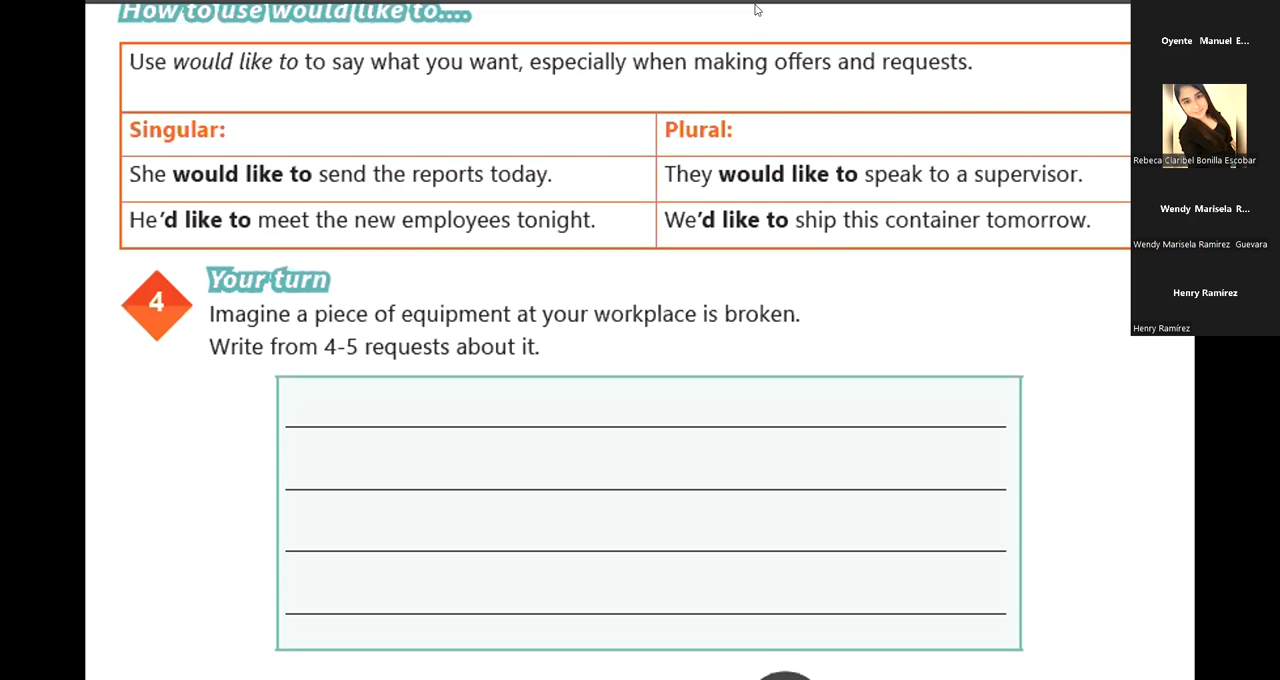 How to use would like to....
Use would like to to say what you want, especially when making offers and requests.
Singular:
Plural:
She would like to send the reports today.
They would like to speak to a supervisor.
He'd like to meet the new employees tonight.
We'd like to ship this container tomorrow.
4
Your turn
Imagine a piece of equipment at your workplace is broken.
Write from 4-5 requests about it.
Oyente Manuel E...
Rebeca Claribel Bonilla Escobar
Wendy Marisela R...
Wendy Marisela Ramirez Guevara
Henry Ramírez
Henry Ramírez